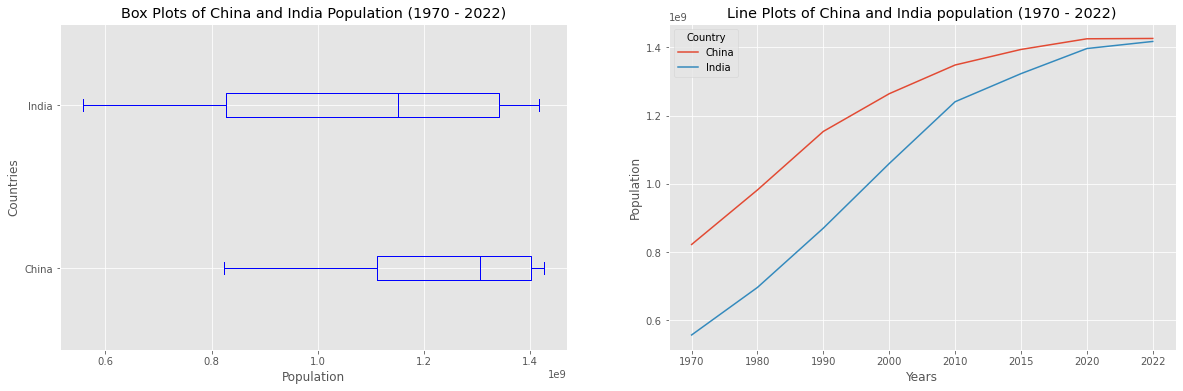 Box Plots of China and India Population (1970 - 2022)
Countries
India
China
0.6 0.8 1.0 1.2 1.4
1e9
Population
Line Plots of China and India population (1970 - 2022)
1e9
Country
China
India
Population
1.4
1.2
1.0
0.8
0.6
1970 1980 1990 2000 2010 2015 2020 2022
Years